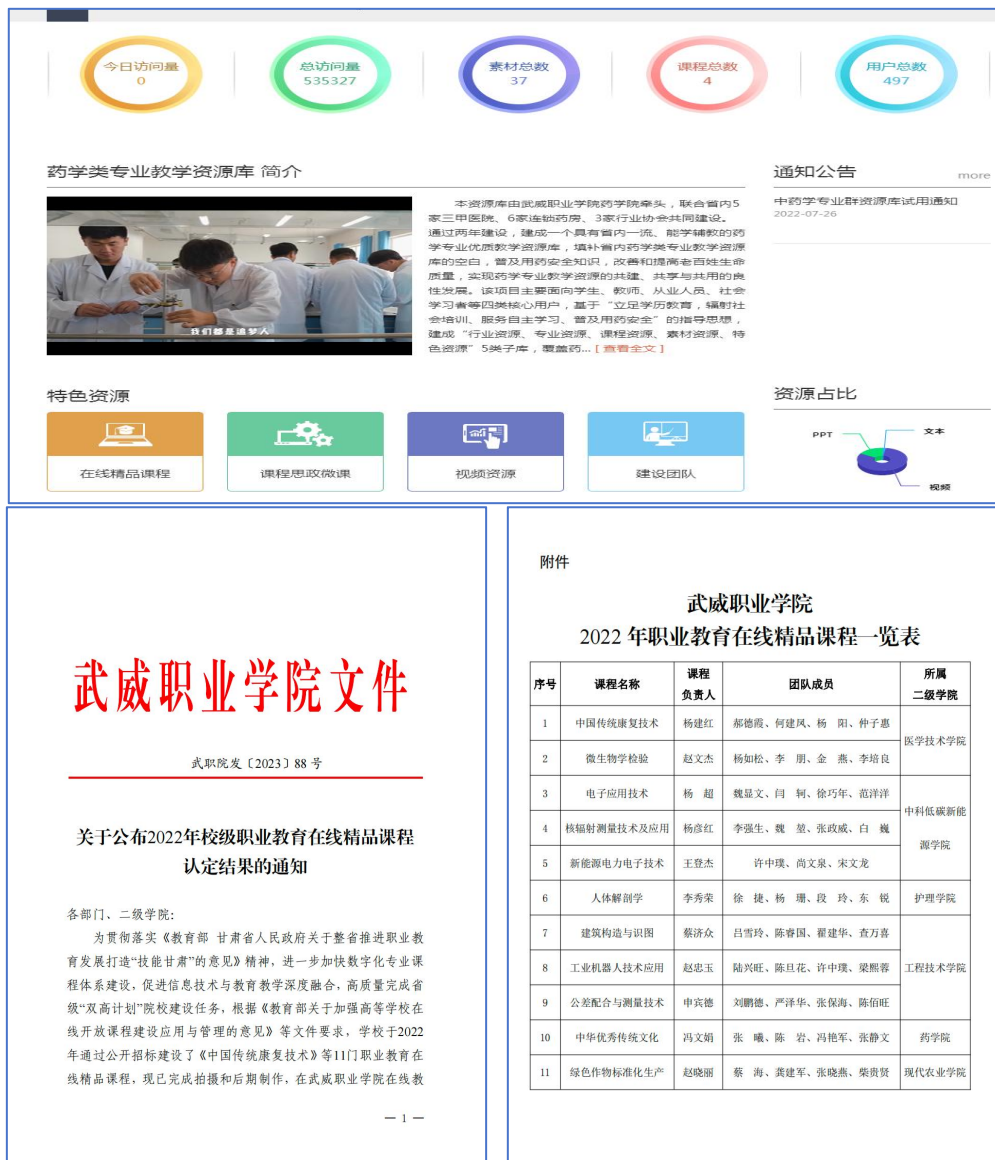 今日访问量
0
总访问量
535327
素材总数
37
课程总数
4
用户总数
497
药学类专业教学资源库 简介
我们都是追梦人
本资源库由武威职业学院药学院牵头，联合省内5
家三甲医院、6家连锁药房、3家行业协会共同建设。
通过两年建设，建成一个具有省内一流、能学辅教的药
学专业优质教学资源库，填补省内药学类专业教学资源
库的空白，普及用药安全知识，改善和提高老百姓生命
质量，实现药学专业教学资源的共建、共享与共用的良
性发展。该项目主要面向学生、教师、从业人员、社会
学习者等四类核心用户，基于“立足学历教育，辐射社
会培训、服务自主学习、普及用药安全”的指导思想，
建成“行业资源、专业资源、课程资源、素材资源、特
色资源”5类子库，覆盖药... [ 查看全文 ]
通知公告 more
中药学专业群资源库试用通知
2022-07-26
特色资源
在线精品课程
课程思政微课
视频资源
建设团队
资源占比
PPT
文本
视频
武威职业学院文件
武职院发〔2023〕88 号
关于公布2022年校级职业教育在线精品课程
认定结果的通知
各部门、二级学院：
为贯彻落实《教育部 甘肃省人民政府关于整省推进职业教
育发展打造“技能甘肃”的意见》精神，进一步加快数字化专业课
程体系建设，促进信息技术与教育教学深度融合，高质量完成省
级“双高计划”院校建设任务，根据《教育部关于加强高等学校在
线开放课程建设应用与管理的意见》等文件要求，学校于2022
年通过公开招标建设了《中国传统康复技术》等11门职业教育在
线精品课程，现已完成拍摄和后期制作，在武威职业学院在线教
— 1 —
附件
武威职业学院
2022 年职业教育在线精品课程一览表
序号 课程名称 课程负责人 团队成员 所属二级学院
1 中国传统康复技术 杨建红 郝德霞、何建凤、杨 阳、仲子惠 医学技术学院
2 微生物学检验 赵文杰 杨如松、李 朋、金 燕、李培良
3 电子应用技术 杨 超 魏显文、闫 轲、徐巧年、范洋洋 中科低碳新能源学院
4 核辐射测量技术及应用 杨彦红 李强生、魏 堃、张政威、白 巍
5 新能源电力电子技术 王登杰 许中璞、尚文泉、宋文龙
6 人体解剖学 李秀荣 徐 捷、杨 珊、段 玲、东 锐 护理学院
7 建筑构造与识图 蔡济众 吕雪玲、陈睿国、翟建华、查万喜 工程技术学院
8 工业机器人技术应用 赵忠玉 陆兴旺、陈旦花、许中璞、梁熙蓉
9 公差配合与测量技术 申宾德 刘鹏德、严泽华、张保海、陈佰旺
10 中华优秀传统文化 冯文娟 张 曦、陈 岩、冯艳军、张静文 药学院
11 绿色作物标准化生产 赵晓丽 蔡 海、龚建军、张晓燕、柴贵贤 现代农业学院